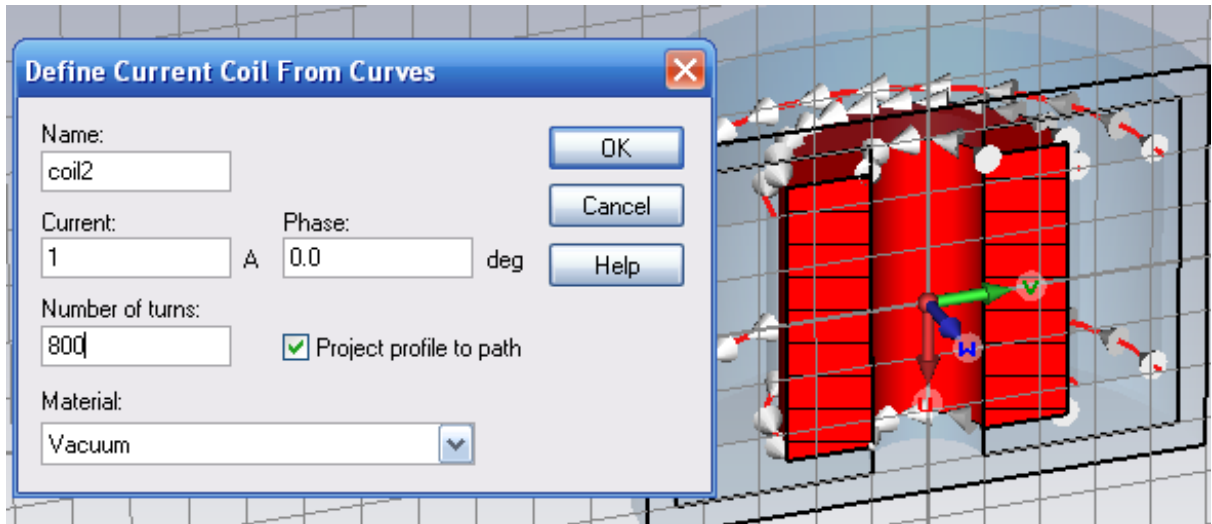 Define Current Coil From Curves
Name:
coil2
OK
Current:
Phase:
Cancel
1 A 0.0 deg
Help
Number of turns:
800
Project profile to path
Material:
Vacuum
v
w
u